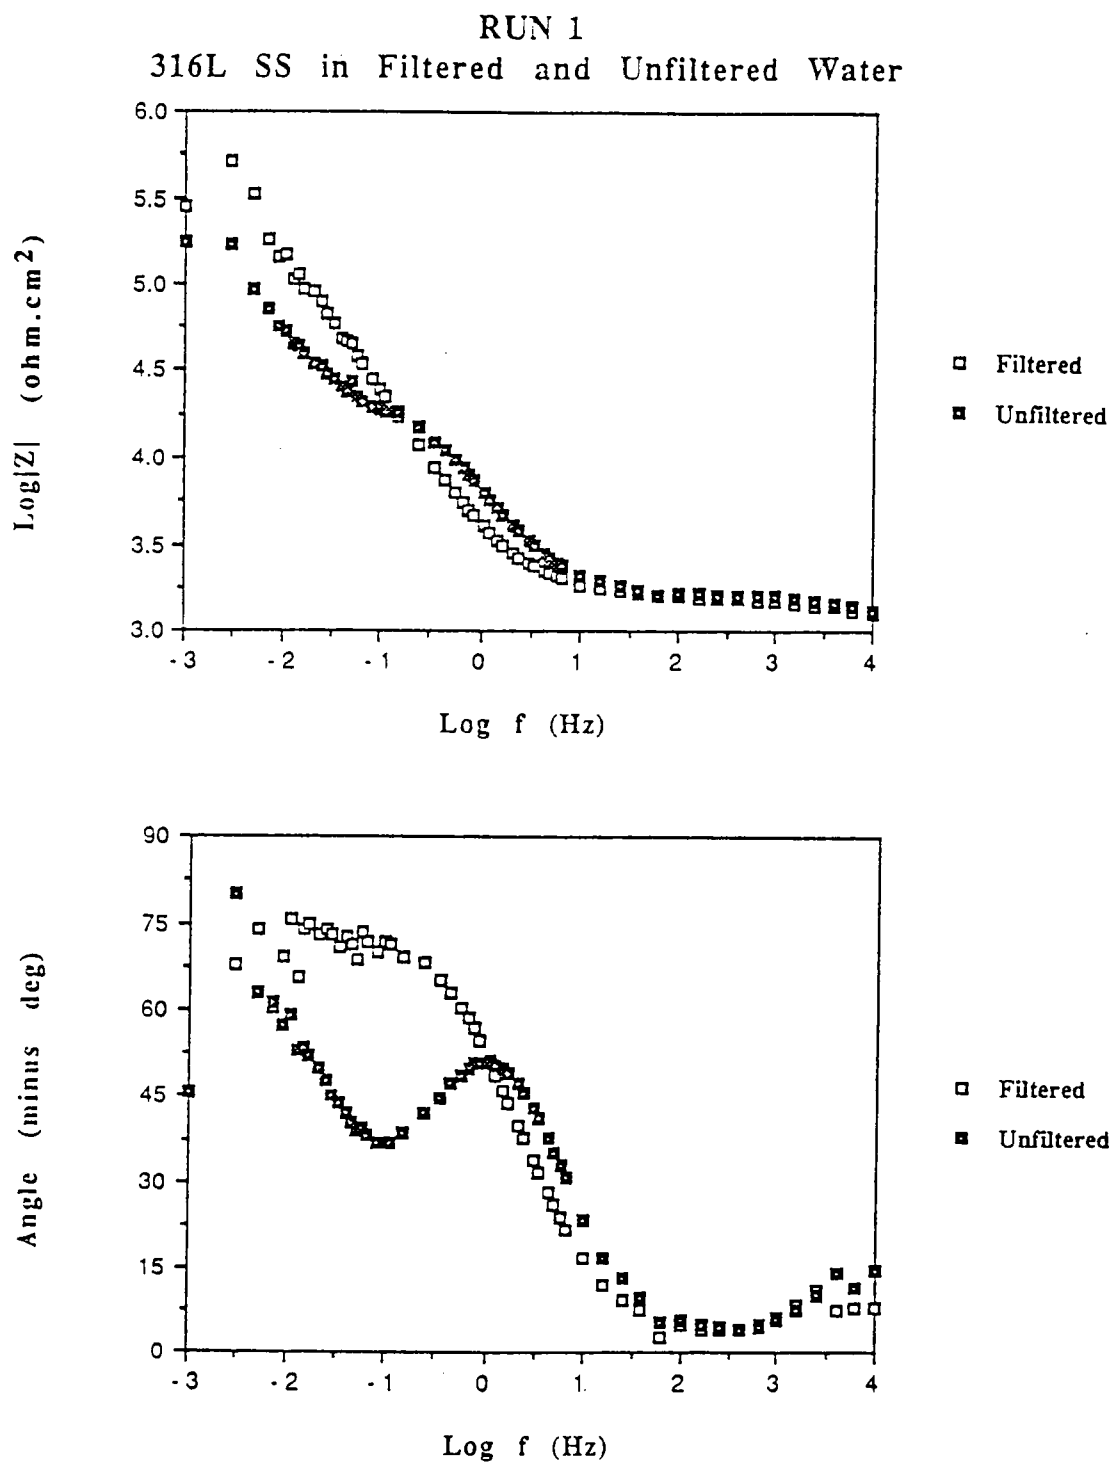 RUN 1
316L SS in Filtered and Unfiltered Water
6.0
5.5
5.0
4.5
4.0
3.5
3.0
Log|Z| (ohm.cm2)
-3 -2 -1 0 1 2 3 4
Log f (Hz)
Filtered
Unfiltered
90
75
60
45
30
15
0
Angle (minus deg)
-3 -2 -1 0 1 2 3 4
Log f (Hz)
Filtered
Unfiltered